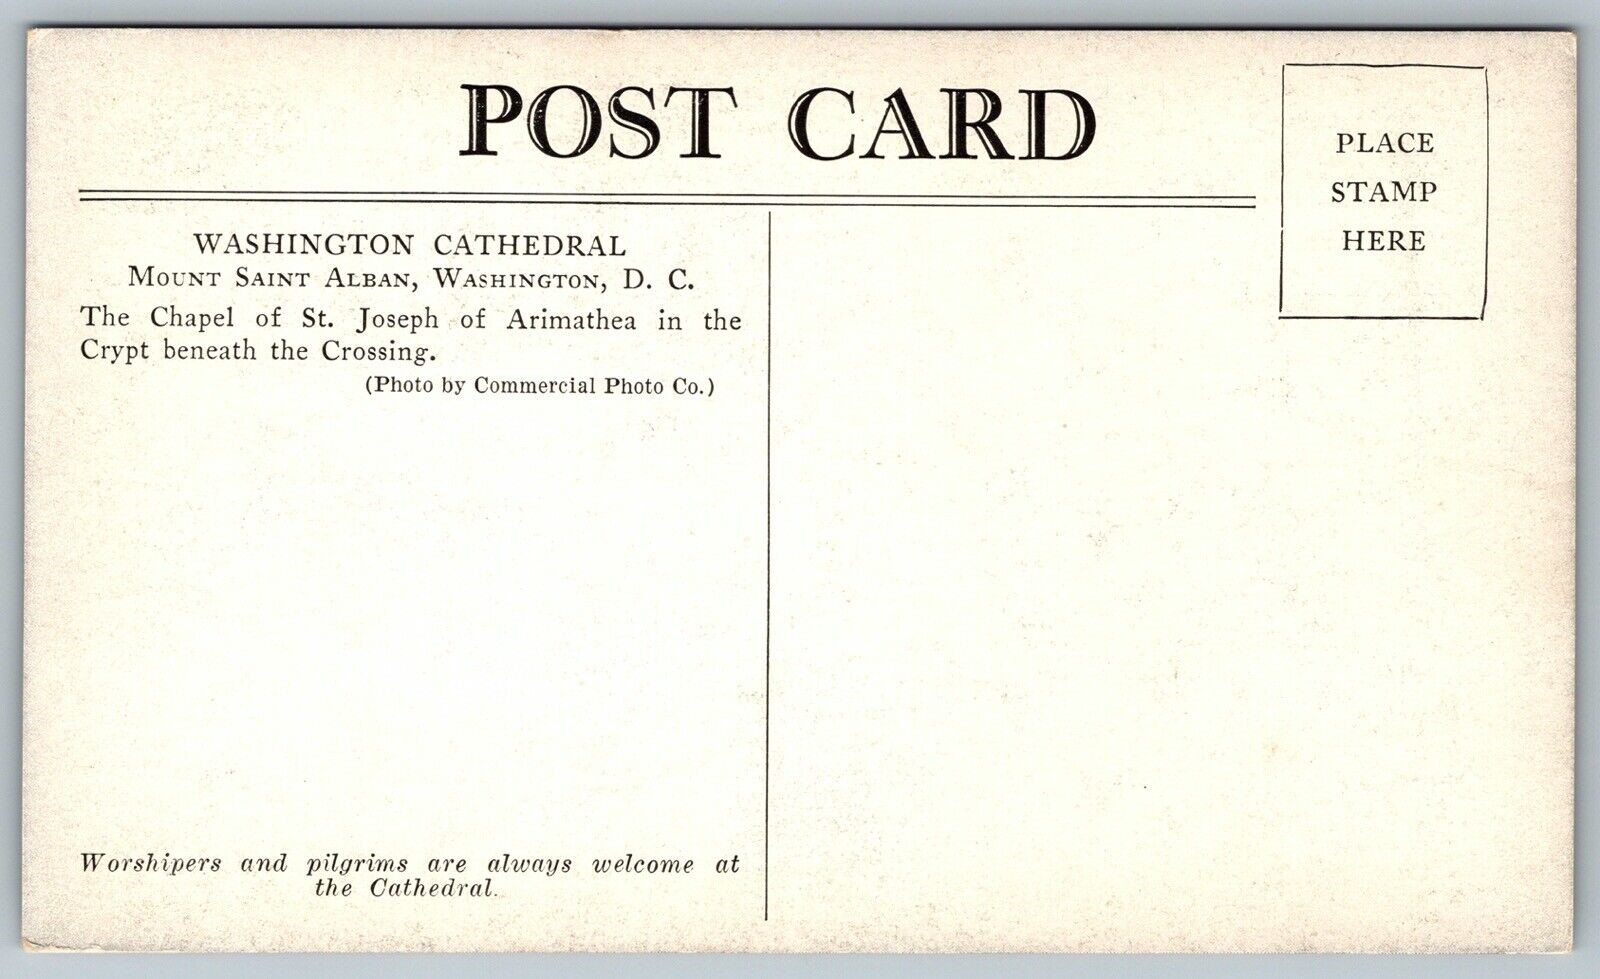 POST CARD
PLACE
STAMP
HERE
WASHINGTON CATHEDRAL
Mount Saint Alban, Washington, D. C.
The Chapel of St. Joseph of Arimathea in the
Crypt beneath the Crossing.
(Photo by Commercial Photo Co.)
Worshipers and pilgrims are always welcome at
the Cathedral.